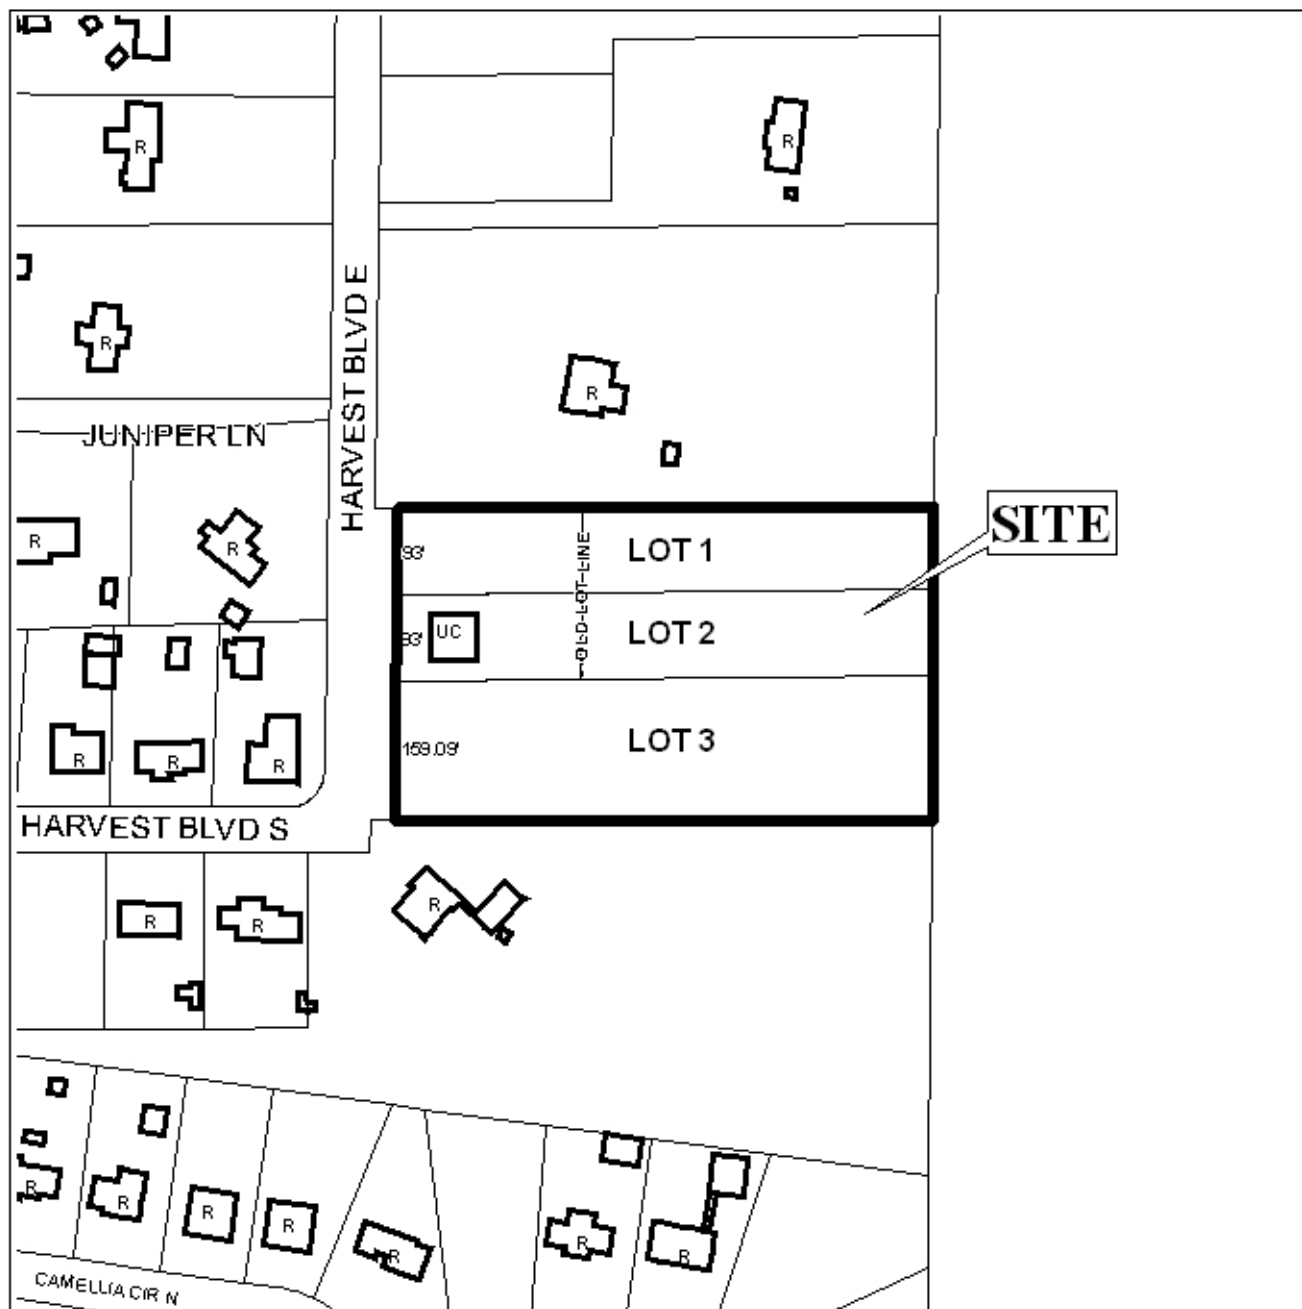 R
R
R
HARVEST BLVD E
R
R
JUNIPER LN
SITE
R
R
93'
OLD LOT LINE
LOT 1
93'
UC
LOT 2
159.09'
LOT 3
R
R
R
HARVEST BLVD S
R
R
R
R
R
R
R
R
R
R
CAMELLIA CIR N